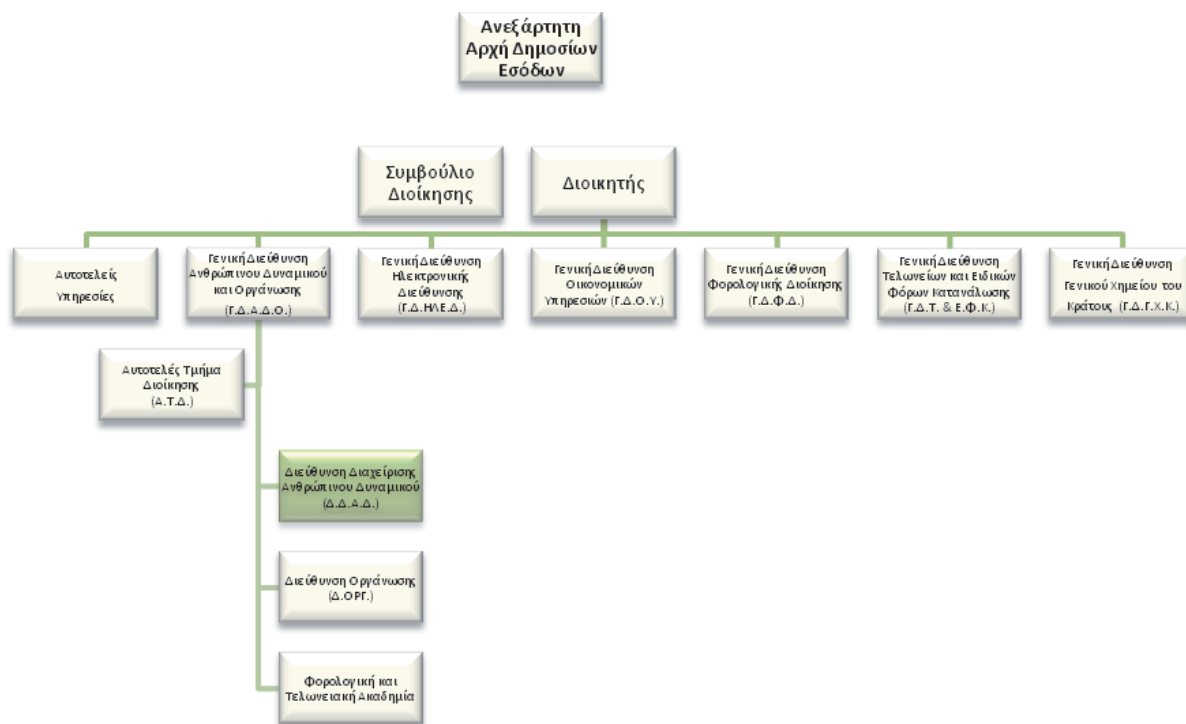 Ανεξάρτητη
Αρχή Δημοσίων
Εσόδων
Συμβούλιο
Διοίκησης
Διοικητής
Αυτοτελείς
Υπηρεσίες
Γενική Διεύθυνση
Ανθρώπινου Δυναμικού
και Οργάνωσης
(Γ.Δ.Α.Δ.Ο.)
Γενική Διεύθυνση
Ηλεκτρονικής
Διεύθυνσης
(Γ.Δ.ΗΛΕ.Δ.)
Γενική Διεύθυνση
Οικονομικών
Υπηρεσιών (Γ.Δ.Ο.Υ.)
Γενική Διεύθυνση
Φορολογικής Διοίκησης
(Γ.Δ.Φ.Δ.)
Γενική Διεύθυνση
Τελωνείων και Ειδικών
Φόρων Κατανάλωσης
(Γ.Δ.Τ. & Ε.Φ.Κ.)
Γενική Διεύθυνση
Γενικού Χημείου του
Κράτους (Γ.Δ.Γ.Χ.Κ.)
Αυτοτελές Τμήμα
Διοίκησης
(Α.Τ.Δ.)
Διεύθυνση Διαχείρισης
Ανθρώπινου Δυναμικού
(Δ.Δ.Α.Δ.)
Διεύθυνση Οργάνωσης
(Δ.ΟΡΓ.)
Φορολογική και
Τελωνειακή Ακαδημία